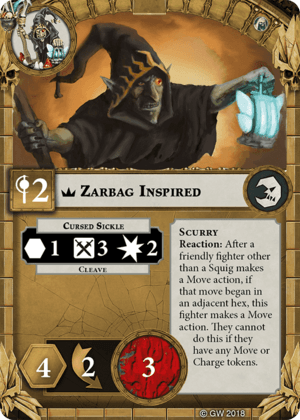 2
Zarbag Inspired
Cursed Sickle
1 3 2
Cleave
Scurry
Reaction: After a
friendly fighter other
than a Squig makes
a Move action, if
that move began in
an adjacent hex, this
fighter makes a Move
action. They cannot
do this if they
have any Move or
Charge tokens.
4 2 3
© GW 2018